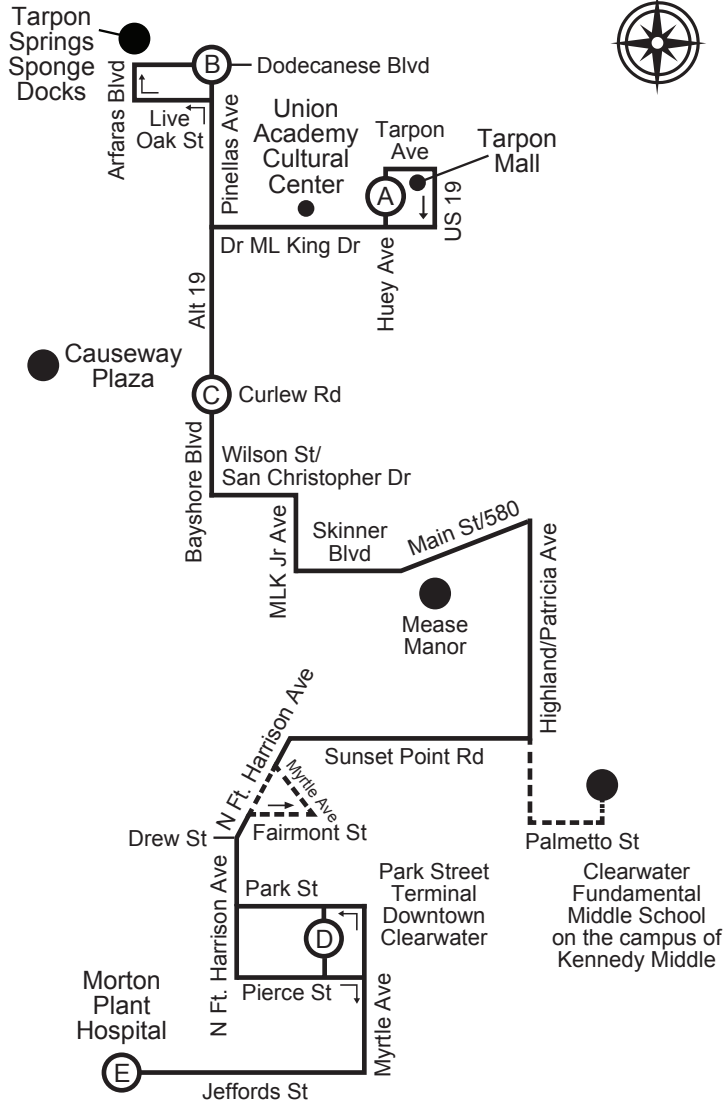 Tarpon
Springs
Sponge
Docks
B
Dodecanese Blvd
Arfaras Blvd
Live
Oak St
Pinellas Ave
Union
Academy
Cultural
Center
Tarpon
Ave
Tarpon
Mall
A
US 19
Dr ML King Dr
Huey Ave
Alt 19
Causeway
Plaza
C
Curlew Rd
Bayshore Blvd
Wilson St/
San Christopher Dr
MLK Jr Ave
Skinner
Blvd
Main St/580
Mease
Manor
Highland/Patricia Ave
N Ft. Harrison Ave
Sunset Point Rd
Myrtle Ave
Drew St
Fairmont St
Palmetto St
Clearwater
Fundamental
Middle School
on the campus of
Kennedy Middle
N Ft. Harrison Ave
Park St
Park Street
Terminal
Downtown
Clearwater
D
Pierce St
Myrtle Ave
Morton
Plant
Hospital
E
Jeffords St